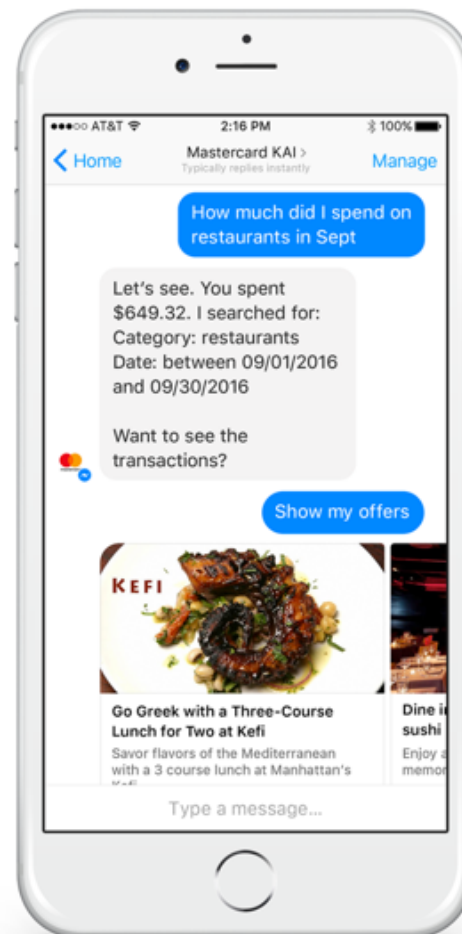 AT&T 2:16 PM 100%
Home Mastercard KAI > Manage
Typically replies instantly
How much did I spend on
restaurants in Sept
Let's see. You spent
$649.32. I searched for:
Category: restaurants
Date: between 09/01/2016
and 09/30/2016
Want to see the
transactions?
Show my offers
KEFI
Go Greek with a Three-Course
Lunch for Two at Kefi
Savor flavors of the Mediterranean
with a 3 course lunch at Manhattan's
Kefi
Dine
sushi
Enjoy
memor
Type a message...